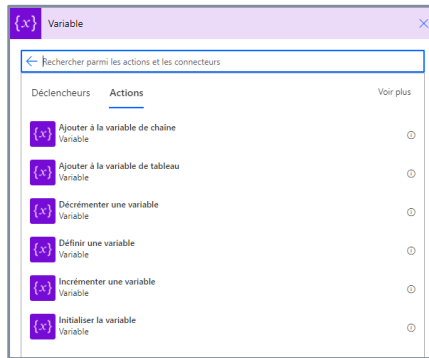 {x} Variable
Rechercher parmi les actions et les connecteurs
Déclencheurs Actions Voir plus
Ajouter à la variable de chaîne
{x} Variable
Ajouter à la variable de tableau
{x} Variable
Décrémenter une variable
{x} Variable
Définir une variable
{x} Variable
Incrémenter une variable
{x} Variable
Initialiser la variable
{x} Variable